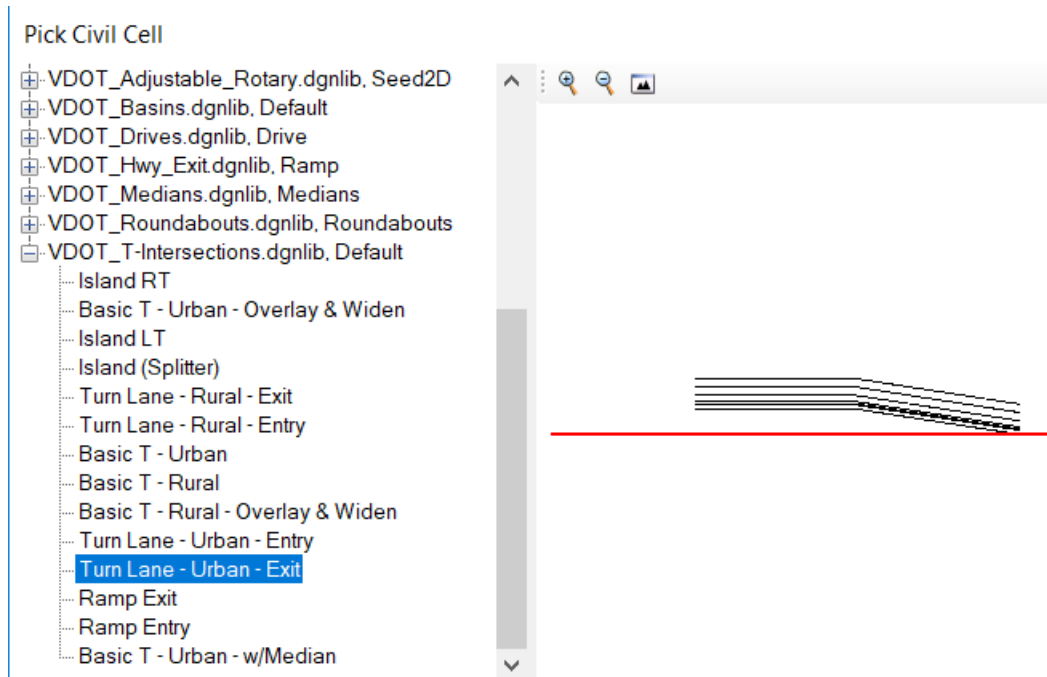 Pick Civil Cell
VDOT_Adjustable_Rotary.dgnlib, Seed2D
VDOT_Basins.dgnlib, Default
VDOT_Drives.dgnlib, Drive
VDOT_Hwy_Exit.dgnlib, Ramp
VDOT_Medians.dgnlib, Medians
VDOT_Roundabouts.dgnlib, Roundabouts
VDOT_T-Intersections.dgnlib, Default
Island RT
Basic T - Urban - Overlay & Widen
Island LT
Island (Splitter)
Turn Lane - Rural - Exit
Turn Lane - Rural - Entry
Basic T - Urban
Basic T - Rural
Basic T - Rural - Overlay & Widen
Turn Lane - Urban - Entry
Turn Lane - Urban - Exit
Ramp Exit
Ramp Entry
Basic T - Urban - w/Median